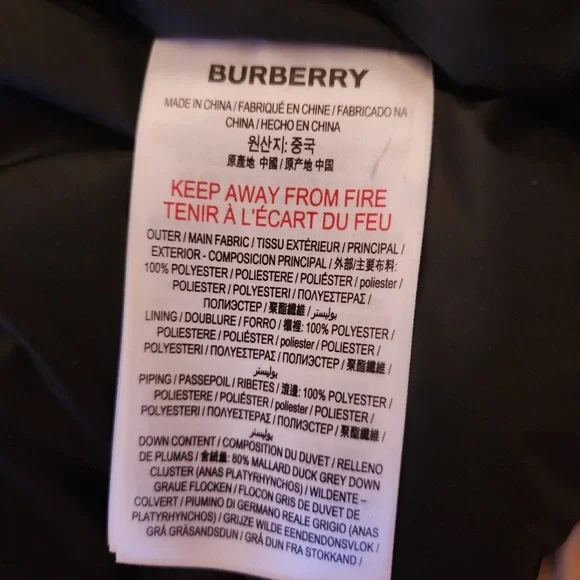 BURBERRY
MADE IN CHINA / FABRIQUÉ EN CHINE / FABRICADO NA
CHINA / HECHO EN CHINA
원산지: 중국
原產地 中國 / 原产地 中国
KEEP AWAY FROM FIRE
TENIR À L'ÉCART DU FEU
OUTER / MAIN FABRIC / TISSU EXTÉRIEUR / PRINCIPAL /
EXTERIOR - COMPOSICION PRINCIPAL / 外部/主要布料:
100% POLYESTER / POLIESTERE / POLIÉSTER / poliester /
POLIESTER / POLYESTERI / ΠΟΛΥΕΣΤΕΡΑΣ /
ПОЛИЭСТЕР / 聚酯纖維 / بوليستر
LINING / DOUBLURE / FORRO / 襯裡: 100% POLYESTER /
POLIESTERE / POLIÉSTER / poliester / POLIESTER /
POLYESTERI / ΠΟΛΥΕΣΤΕΡΑΣ / ПОЛИЭСТЕР / 聚酯纖維 /
بوليستر
PIPING / PASSEPOIL / RIBETES / 滾邊: 100% POLYESTER /
POLIESTERE / POLIÉSTER / poliester / POLIESTER /
POLYESTERI / ΠΟΛΥΕΣΤΕΡΑΣ / ПОЛИЭСТЕР / 聚酯纖維 /
بوليستر
DOWN CONTENT / COMPOSITION DU DUVET / RELLENO
DE PLUMAS / 含絨量: 80% MALLARD DUCK GREY DOWN
CLUSTER (ANAS PLATYRHYNCHOS) / WILDENTE –
GRAUE FLOCKEN / FLOCON GRIS DE DUVET DE
COLVERT / PIUMINO DI GERMANO REALE GRIGIO (ANAS
PLATYRHYNCHOS) / GRIJZE WILDE EENDENDONSVLOK /
GRÅ GRÄSANDSDUN / GRÅ DUN FRA STOKKAND /